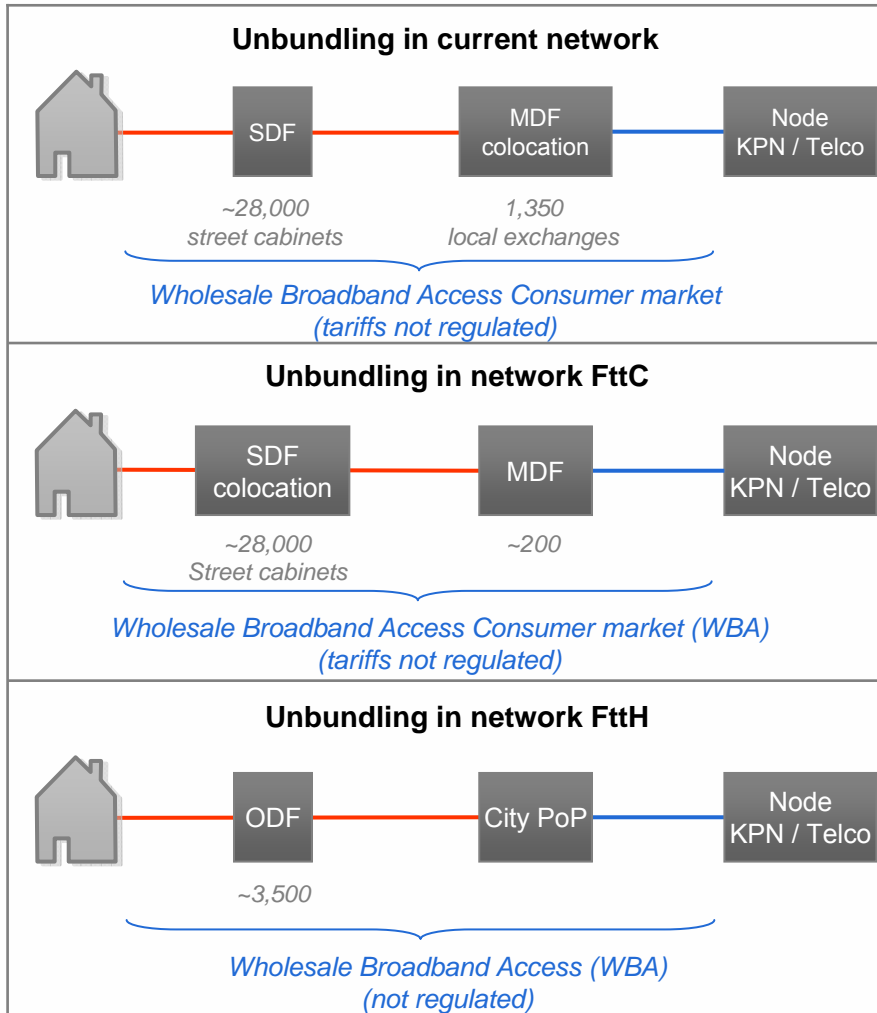 Unbundling in current network
SDF
MDF
colocation
Node
KPN / Telco
~28,000
street cabinets
1,350
local exchanges
Wholesale Broadband Access Consumer market
(tariffs not regulated)
Unbundling in network FttC
SDF
colocation
MDF
Node
KPN / Telco
~28,000
Street cabinets
~200
Wholesale Broadband Access Consumer market (WBA)
(tariffs not regulated)
Unbundling in network FttH
ODF
City PoP
Node
KPN / Telco
~3,500
Wholesale Broadband Access (WBA)
(not regulated)